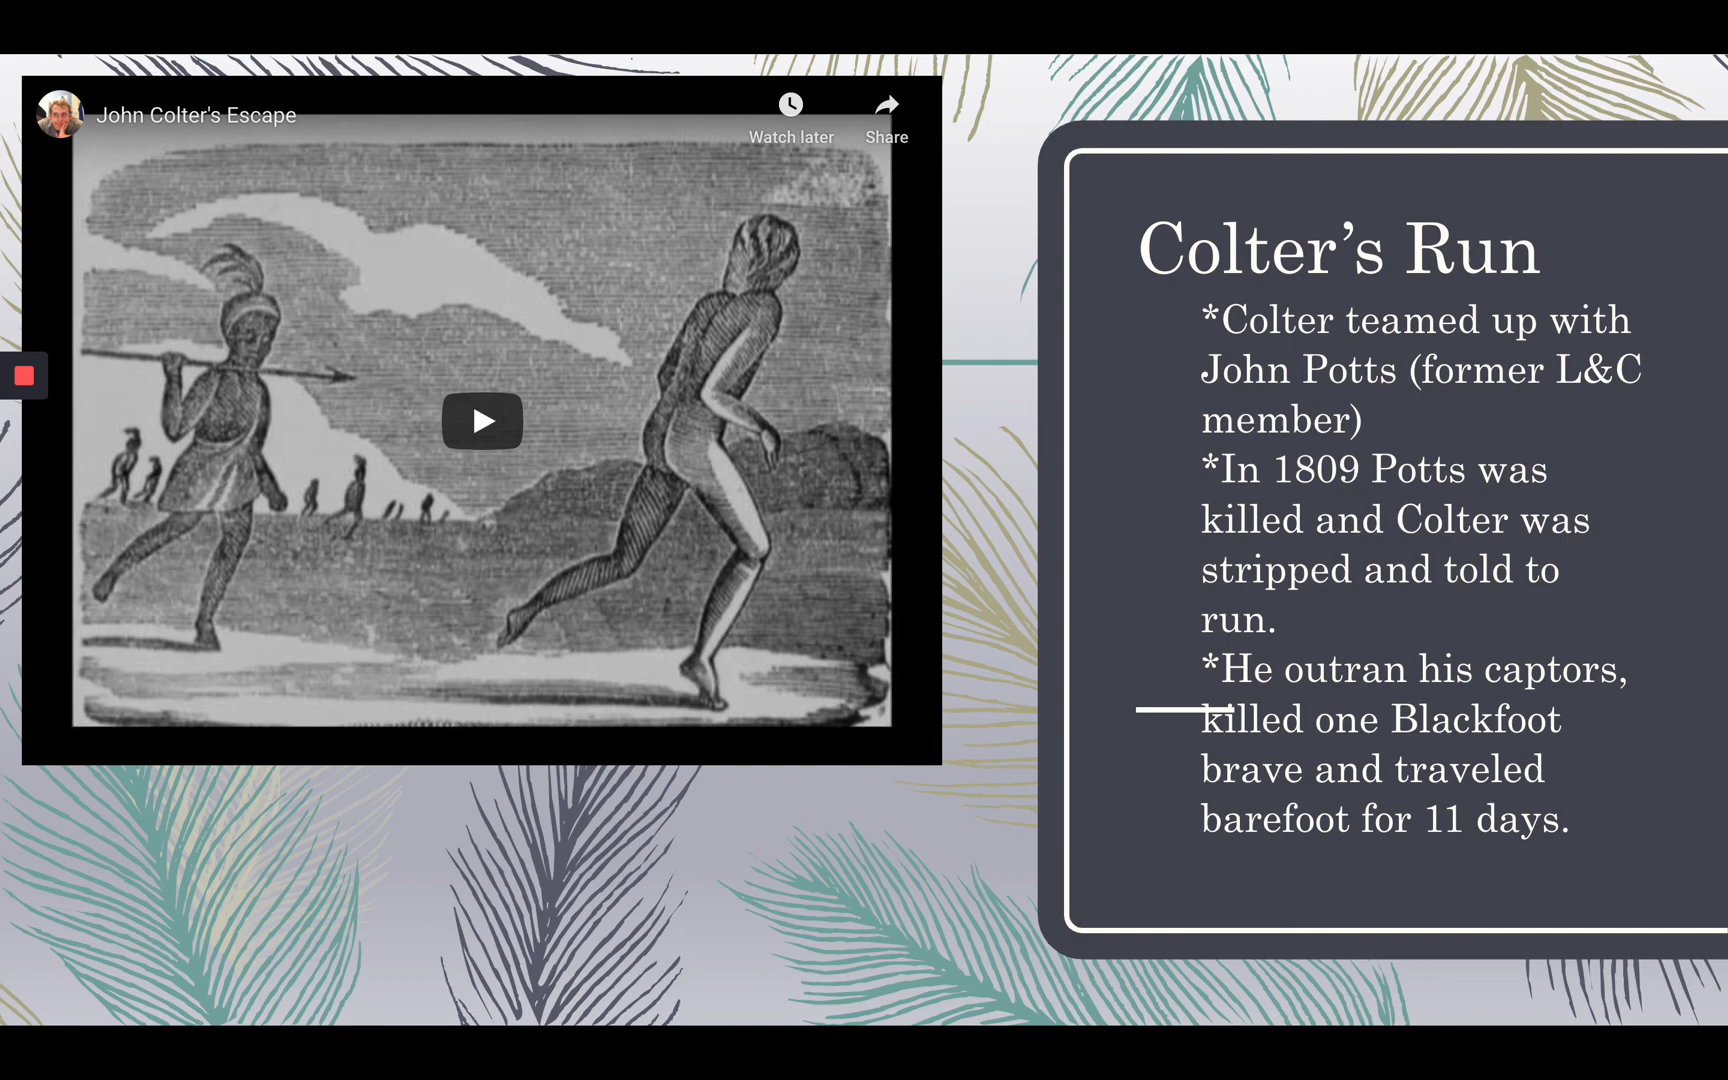 John Colter's Escape
Watch later
Share
Colter’s Run
*Colter teamed up with
John Potts (former L&C
member)
*In 1809 Potts was
killed and Colter was
stripped and told to
run.
*He outran his captors,
killed one Blackfoot
brave and traveled
barefoot for 11 days.